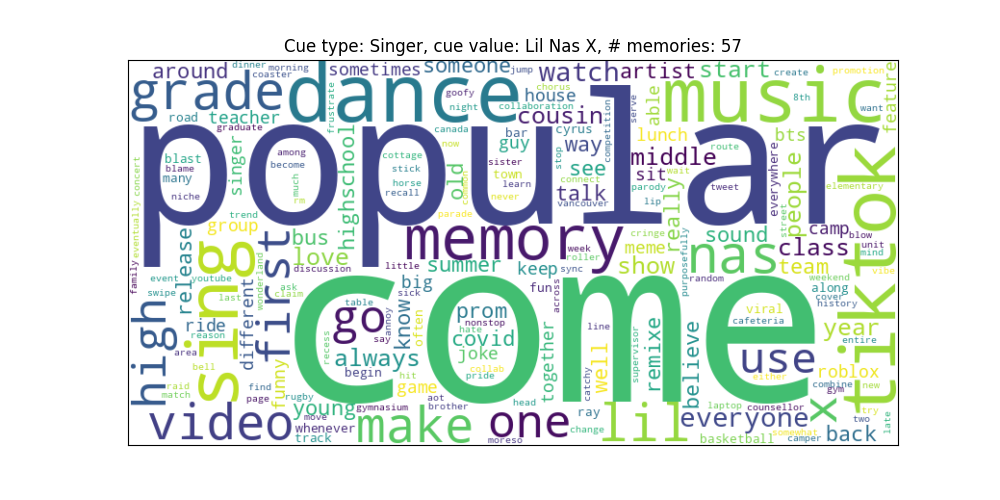 Cue type: Singer, cue value: Lil Nas X, # memories: 57
dinner morning jump create promotion
around coaster sometimes someone watch artist start
grade dance goofy chorus house able music want feature
night collaboration serve 8th
road teacher frustrate cousin competition
graduate canada bar cyrus lunch bts
popular
blast singer highschool among now cottage sister guy way middle route everywhere people tiktok
blame become stick town stop see sit parody wait elementary
many much horse learn connect talk really lip tweet
niche rm recall old common never vancouver street
eventually concert trend parade
group memory cringe sound camp blow
release bus week meme nas class unit mind
family sing first love discussion little summer keep roller show purposefully random team vibe
event youtube wonderland ask sick big fun sync across weekend
swipe last claim along cover
high different table prom viral history
reason go say annoy know often nonstop hate covid line cafeteria year
ride recess always joke together supervisor remixe believe use entire
area bell funny begin collab pride catchy well either roblox
raid match find hit game combine new
page rugby aot head laptop counsellor gym x try
video move young gymnasium brother one ray lil everyone somewhat two late
whenever make change back
track moreso basketball camper
come